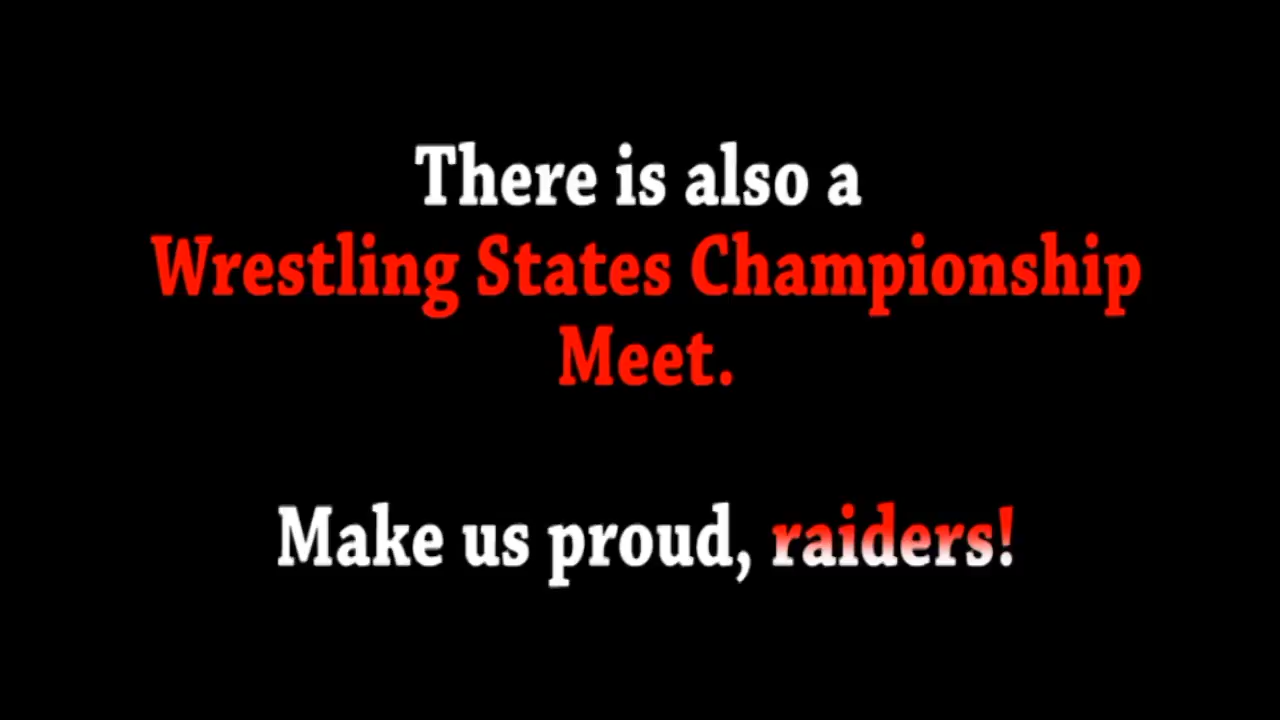 There is also a
Wrestling States Championship
Meet.
Make us proud, raiders!